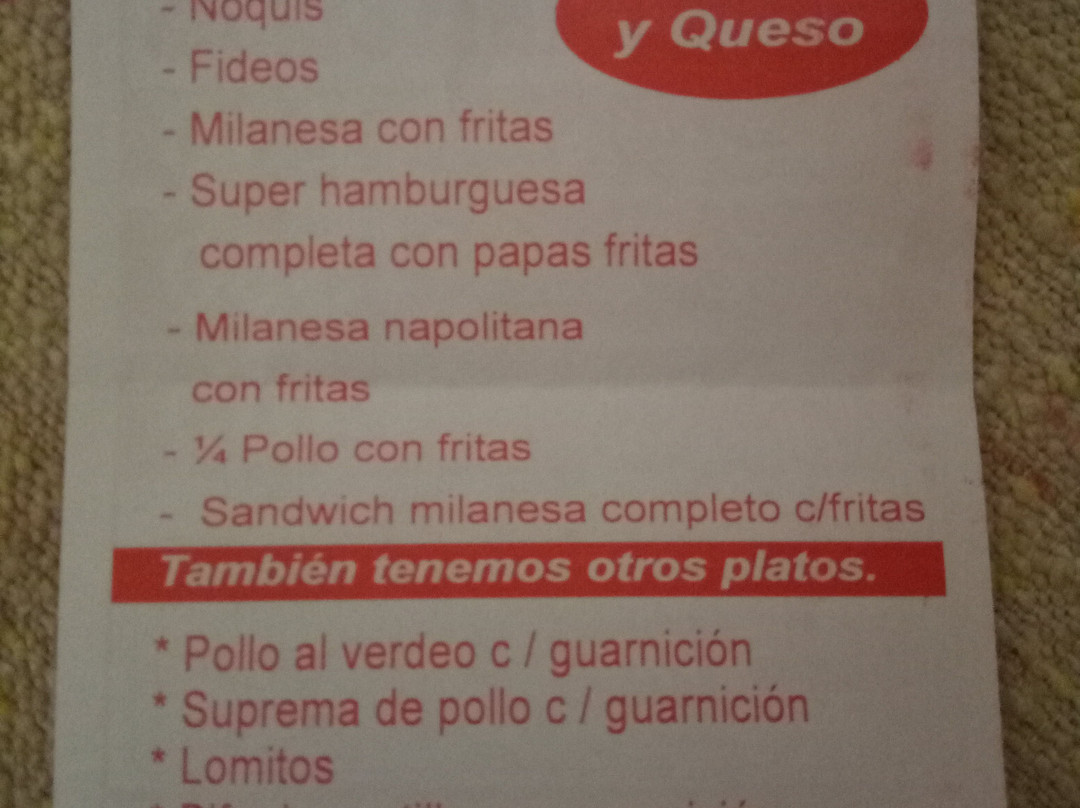 - Ñoquis
y Queso
- Fideos
- Milanesa con fritas
- Super hamburguesa
completa con papas fritas
- Milanesa napolitana
con fritas
- ¼ Pollo con fritas
- Sandwich milanesa completo c/fritas
También tenemos otros platos.
* Pollo al verdeo c / guarnición
* Suprema de pollo c / guarnición
* Lomitos